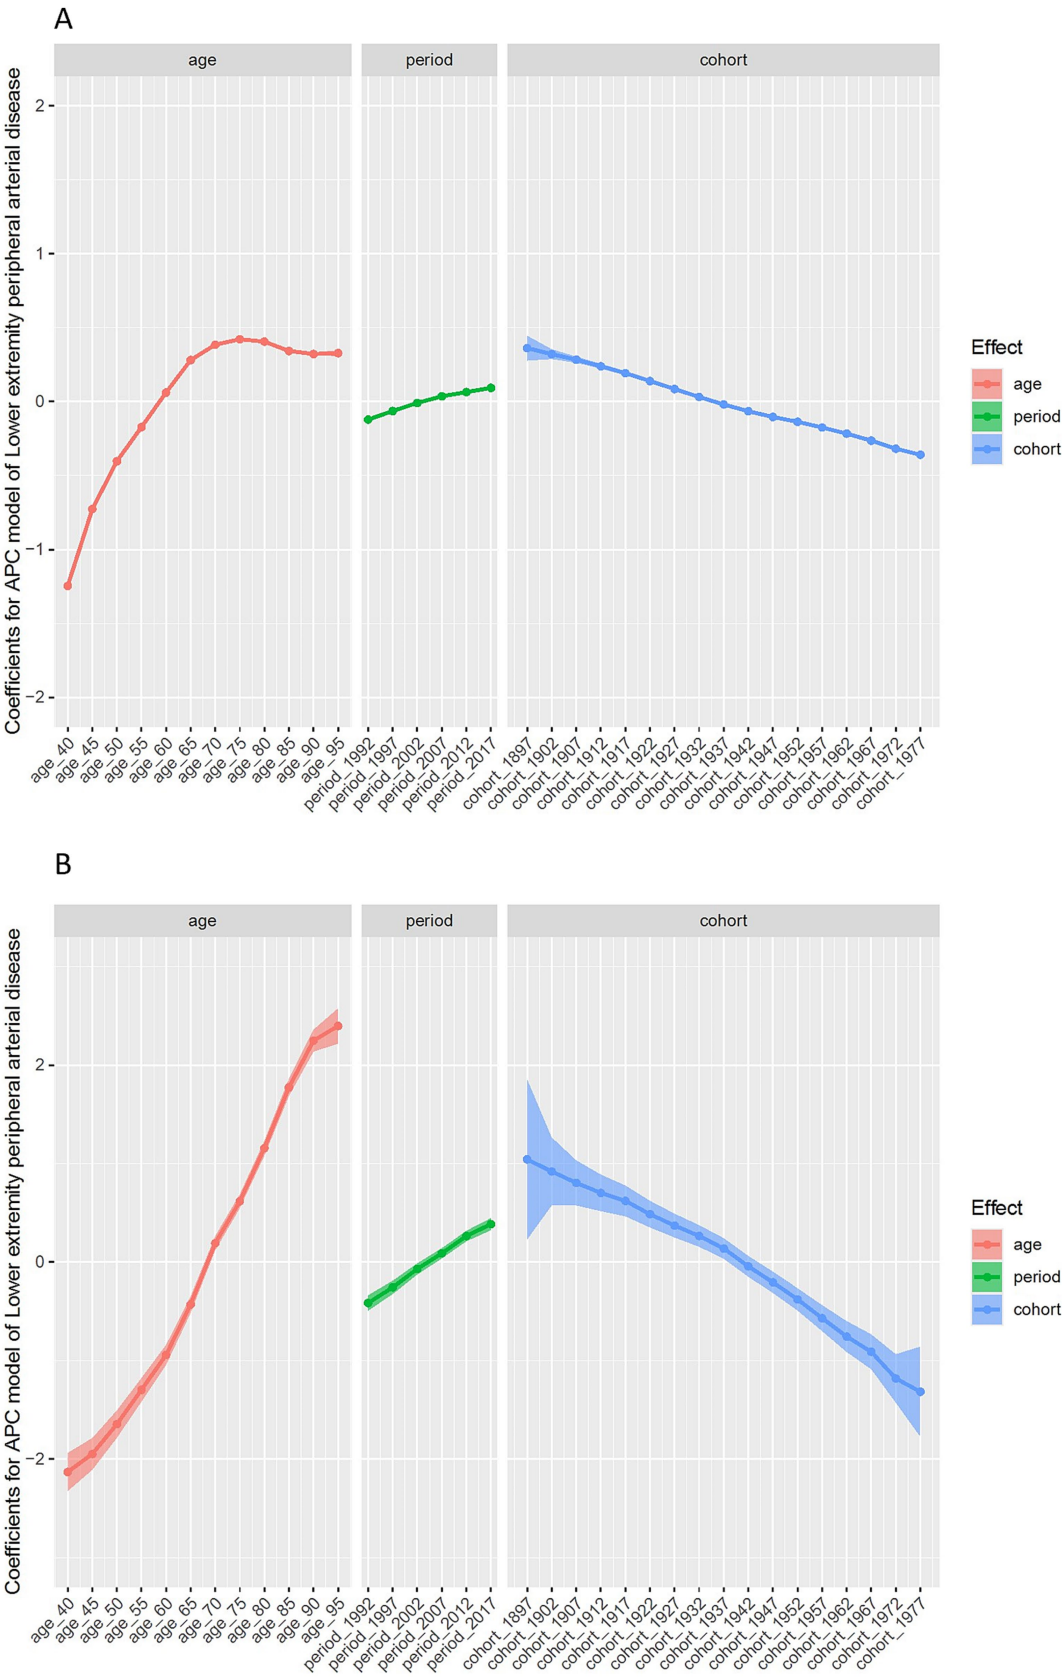 A
age
period
cohort
Coefficients for APC model of Lower extremity peripheral arterial disease
2
1
0
−1
−2
age_40
age_45
age_50
age_55
age_60
age_65
age_70
age_75
age_80
age_85
age_90
age_95
period_1992
period_1997
period_2002
period_2007
period_2012
period_2017
cohort_1897
cohort_1902
cohort_1907
cohort_1912
cohort_1917
cohort_1922
cohort_1927
cohort_1932
cohort_1937
cohort_1942
cohort_1947
cohort_1952
cohort_1957
cohort_1962
cohort_1967
cohort_1972
cohort_1977
Effect
age
period
cohort
B
age
period
cohort
Coefficients for APC model of Lower extremity peripheral arterial disease
2
0
−2
age_40
age_45
age_50
age_55
age_60
age_65
age_70
age_75
age_80
age_85
age_90
age_95
period_1992
period_1997
period_2002
period_2007
period_2012
period_2017
cohort_1897
cohort_1902
cohort_1907
cohort_1912
cohort_1917
cohort_1922
cohort_1927
cohort_1932
cohort_1937
cohort_1942
cohort_1947
cohort_1952
cohort_1957
cohort_1962
cohort_1967
cohort_1972
cohort_1977
Effect
age
period
cohort